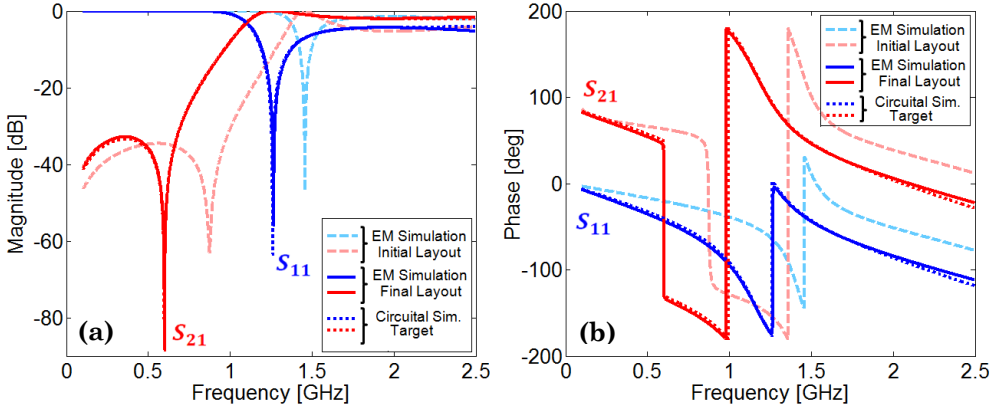 0
-20
-40
-60
-80
Magnitude [dB]
0
0.5
1
1.5
2
2.5
Frequency [GHz]
S21
S11
(a)
EM Simulation
Initial Layout
EM Simulation
Final Layout
Circuital Sim.
Target
200
100
0
-100
-200
Phase [deg]
0
0.5
1
1.5
2
2.5
Frequency [GHz]
S21
S11
(b)
EM Simulation
Initial Layout
EM Simulation
Final Layout
Circuital Sim.
Target